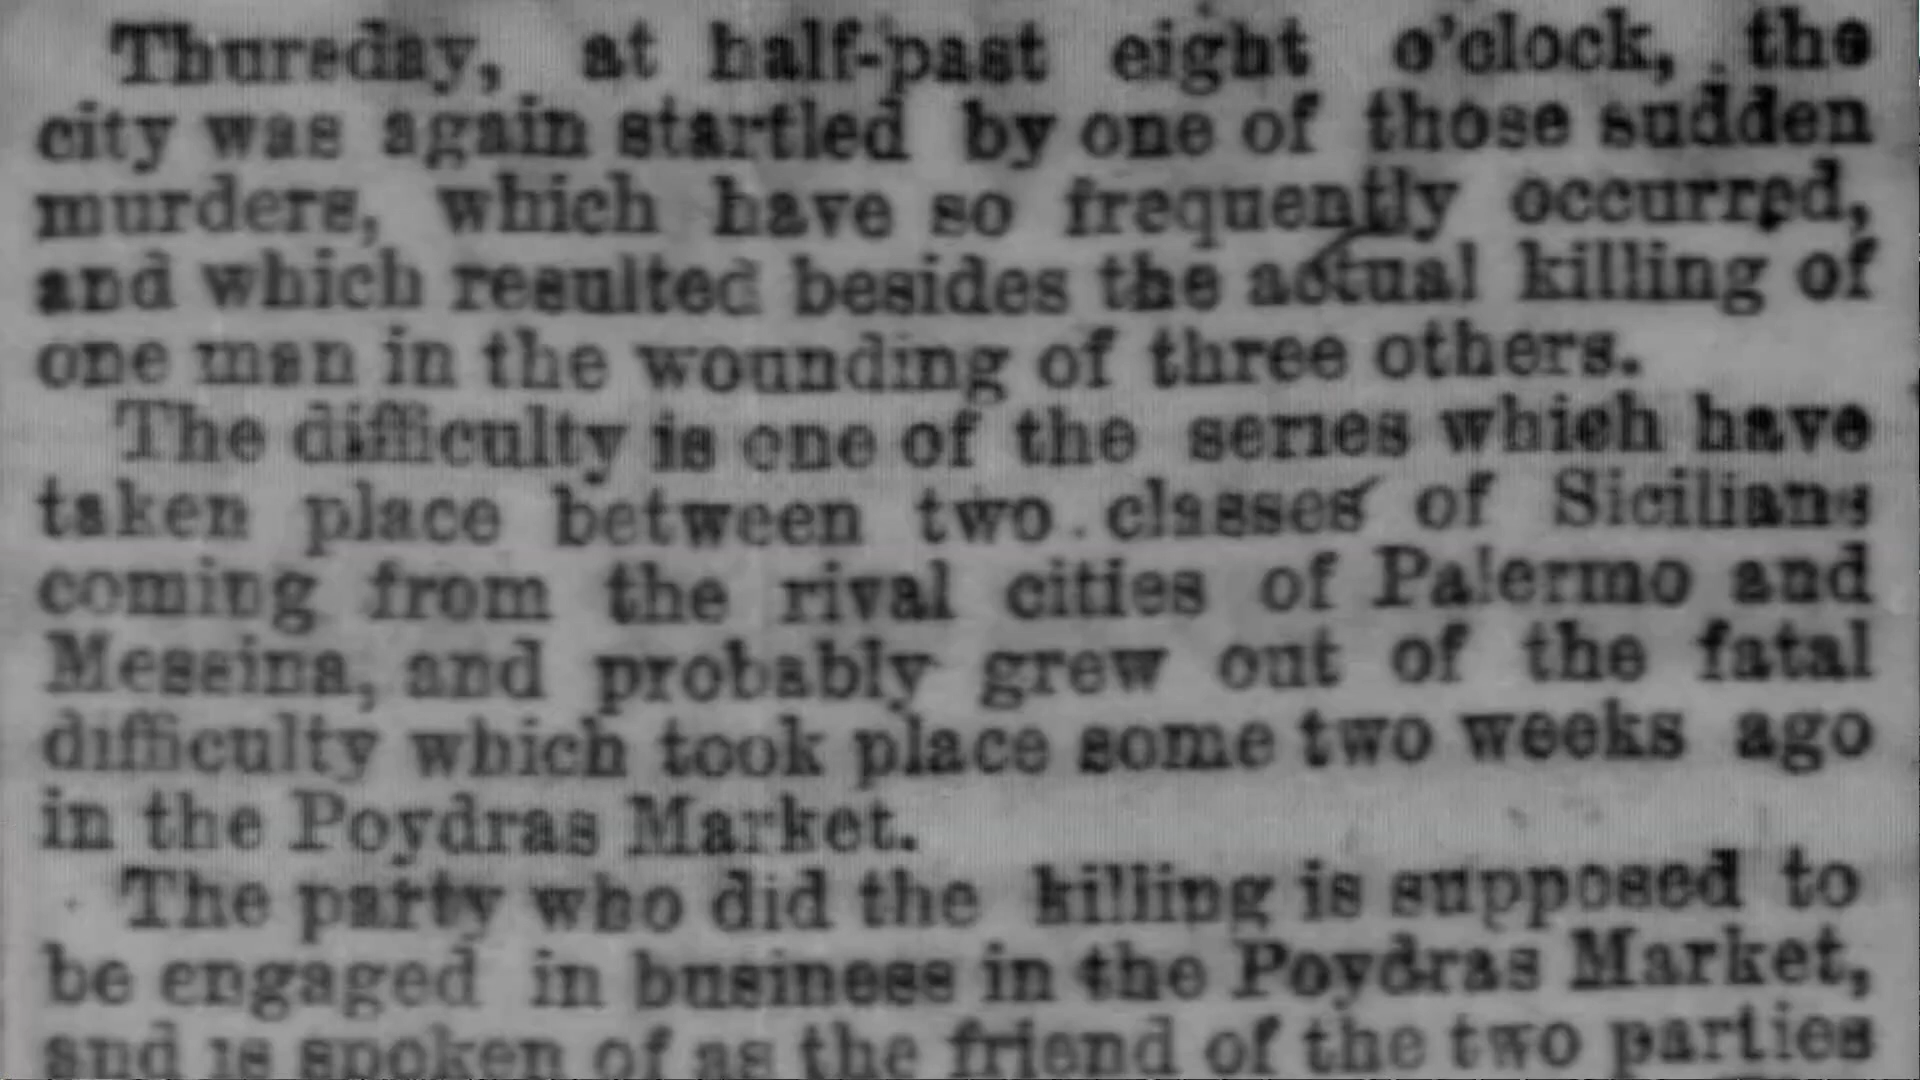 Thursday, at half-past eight o'clock, the
city was again startled by one of those sudden
murders, which have so frequently occurred,
and which resulted besides the actual killing of
one man in the wounding of three others.
The difficulty is one of the series which have
taken place between two classes of Sicilians
coming from the rival cities of Palermo and
Messina, and probably grew out of the fatal
difficulty which took place some two weeks ago
in the Poydras Market.
The party who did the killing is supposed to
be engaged in business in the Poydras Market,
and is spoken of as the friend of the two parties